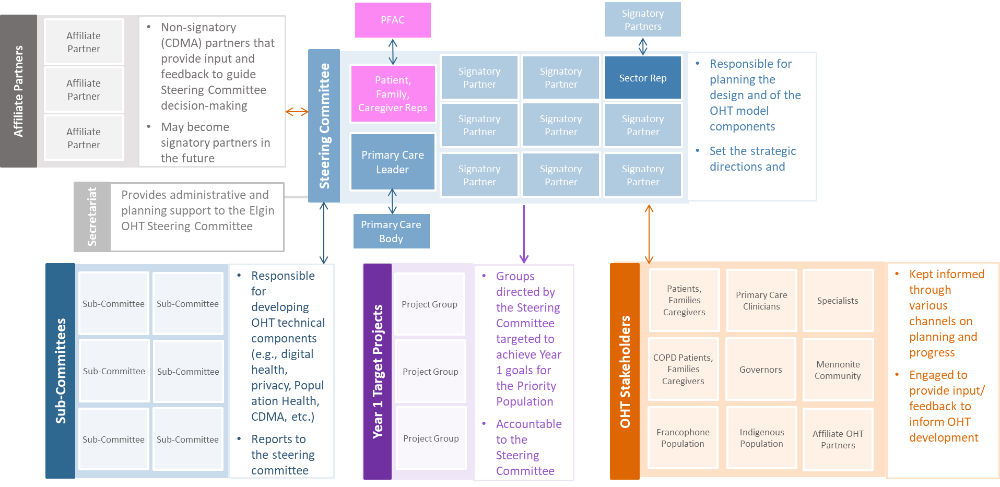 PFAC
Signatory
Partners
Affiliate Partners
Affiliate
Partner
Affiliate
Partner
Affiliate
Partner
• Non-signatory
(CDMA) partners that
provide input and
feedback to guide
Steering Committee
decision-making
• May become
signatory partners in
the future
Steering Committee
Patient,
Family,
Caregiver Reps
Primary Care
Leader
Signatory
Partner
Signatory
Partner
Sector Rep
Signatory
Partner
Signatory
Partner
Signatory
Partner
Signatory
Partner
Signatory
Partner
Signatory
Partner
• Responsible for
planning the
design and of the
OHT model
components
• Set the strategic
directions and
Secretariat
Provides administrative and
planning support to the Elgin
OHT Steering Committee
Primary Care
Body
Sub-Committees
Sub-Committee
Sub-Committee
Sub-Committee
Sub-Committee
Sub-Committee
Sub-Committee
• Responsible
for
developing
OHT technical
components
(e.g., digital
health,
privacy, Popul
ation Health,
CDMA, etc.)
• Reports to
the steering
committee
Year 1 Target Projects
Project Group
Project Group
Project Group
• Groups
directed by
the Steering
Committee
targeted to
achieve Year
1 goals for
the Priority
Population
• Accountable
to the
Steering
Committee
OHT Stakeholders
Patients,
Families
Caregivers
Primary Care
Clinicians
Specialists
COPD Patients,
Families
Caregivers
Governors
Mennonite
Community
Francophone
Population
Indigenous
Population
Affiliate OHT
Partners
• Kept informed
through
various
channels on
planning and
progress
• Engaged to
provide input/
feedback to
inform OHT
development